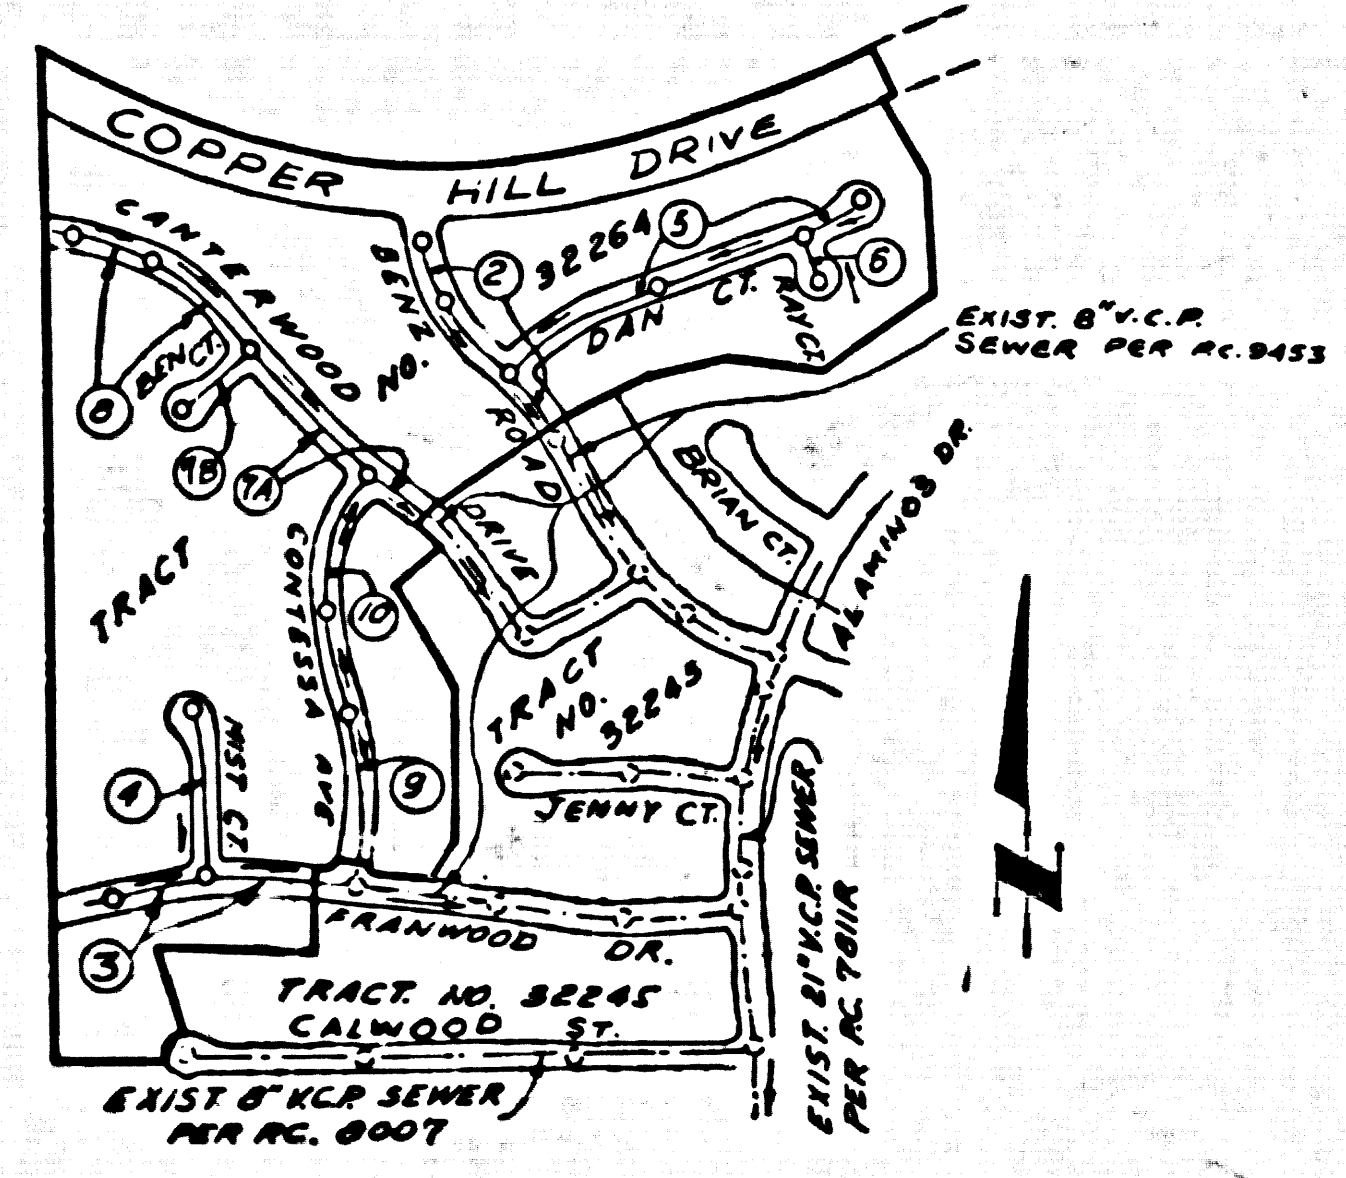 COPPER HILL DRIVE
CANTERWOOD
DRIVE
BENZ
ROAD
TRACT
NO.
32264
2
5
6
DAN CT.
RAY CT.
EXIST. 8" V.C.P.
SEWER PER P.C. 9453
BEN CT.
8
7B
7A
BRIAN CT.
ALAMINOS DR.
CONTESSA AVE
10
9
TRACT
NO.
32245
MIST CT.
4
JENNY CT.
3
FRANWOOD DR.
TRACT. NO. 32245
CALWOOD ST.
EXIST 8" V.C.P. SEWER
PER P.C. 8007
EXIST. 21" V.C.P. SEWER
PER P.C. 7811R